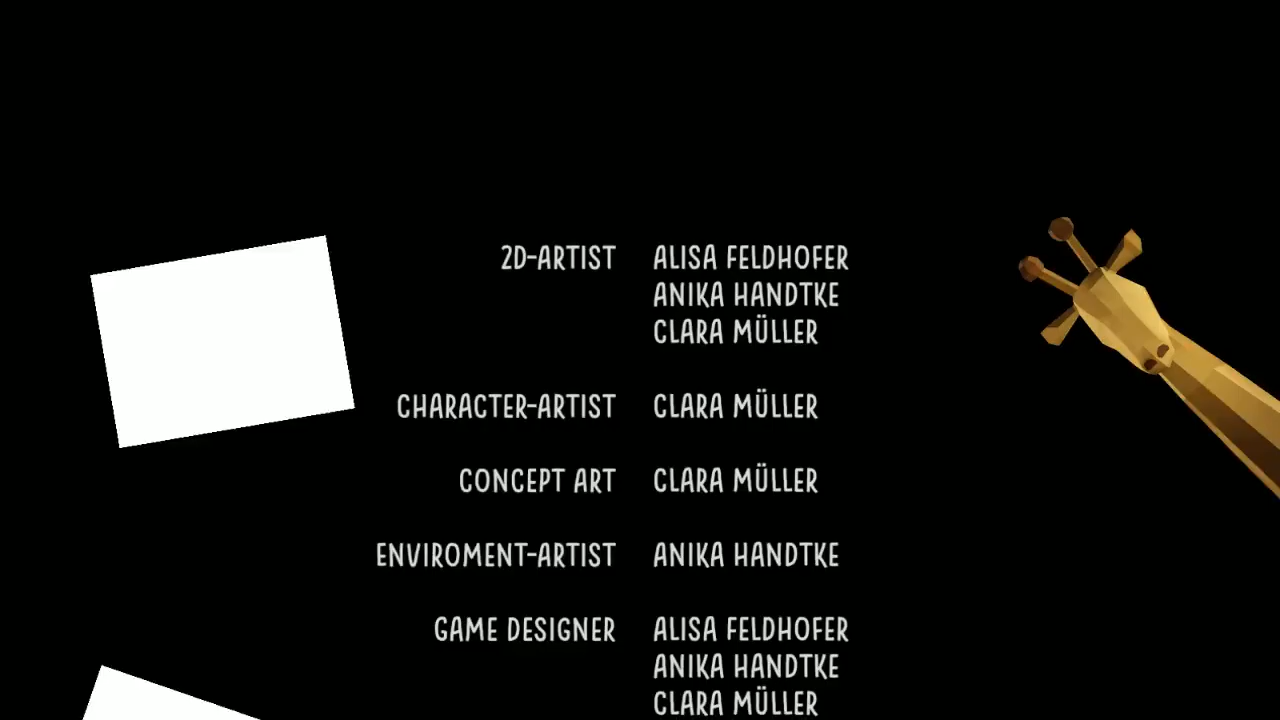 2D-ARTIST ALISA FELDHOFER
ANIKA HANDTKE
CLARA MÜLLER
CHARACTER-ARTIST CLARA MÜLLER
CONCEPT ART CLARA MÜLLER
ENVIROMENT-ARTIST ANIKA HANDTKE
GAME DESIGNER ALISA FELDHOFER
ANIKA HANDTKE
CLARA MÜLLER